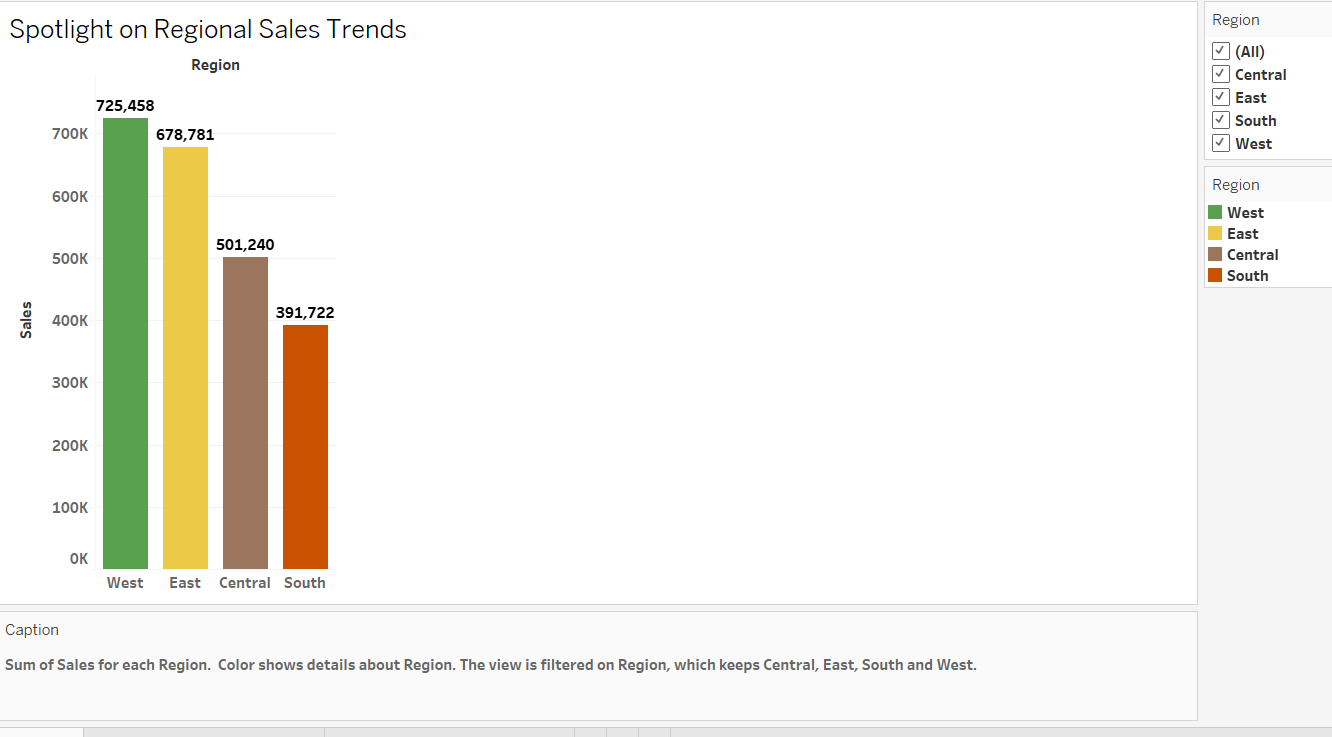 Spotlight on Regional Sales Trends
Region
725,458
678,781
501,240
391,722
700K
600K
500K
400K
300K
200K
100K
0K
Sales
West East Central South
Caption
Sum of Sales for each Region.  Color shows details about Region. The view is filtered on Region, which keeps Central, East, South and West.
Region
(All)
Central
East
South
West
Region
West
East
Central
South